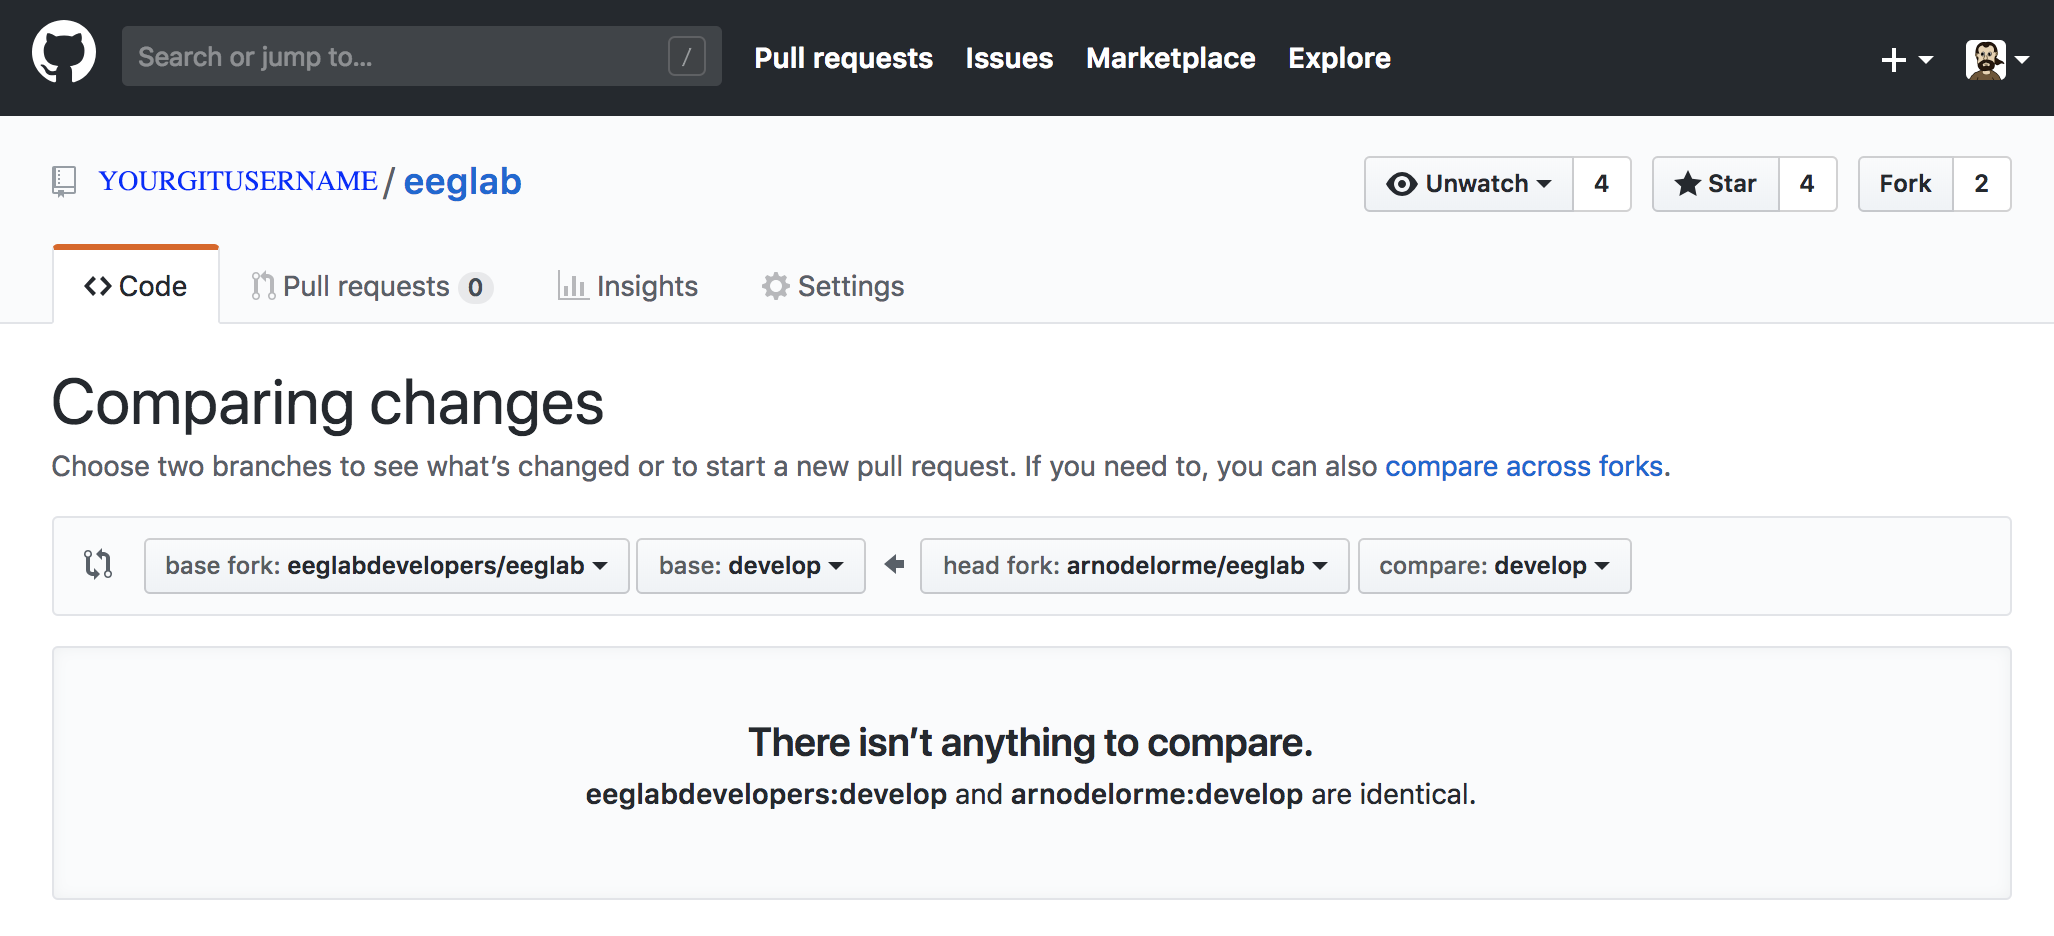 Search or jump to... / Pull requests Issues Marketplace Explore
YOURGITUSERNAME / eeglab Unwatch 4 Star 4 Fork 2
Code Pull requests 0 Insights Settings
Comparing changes
Choose two branches to see what’s changed or to start a new pull request. If you need to, you can also compare across forks.
base fork: eeglabdevelopers/eeglab base: develop head fork: arnodelorme/eeglab compare: develop
There isn’t anything to compare.
eeglabdevelopers:develop and arnodelorme:develop are identical.